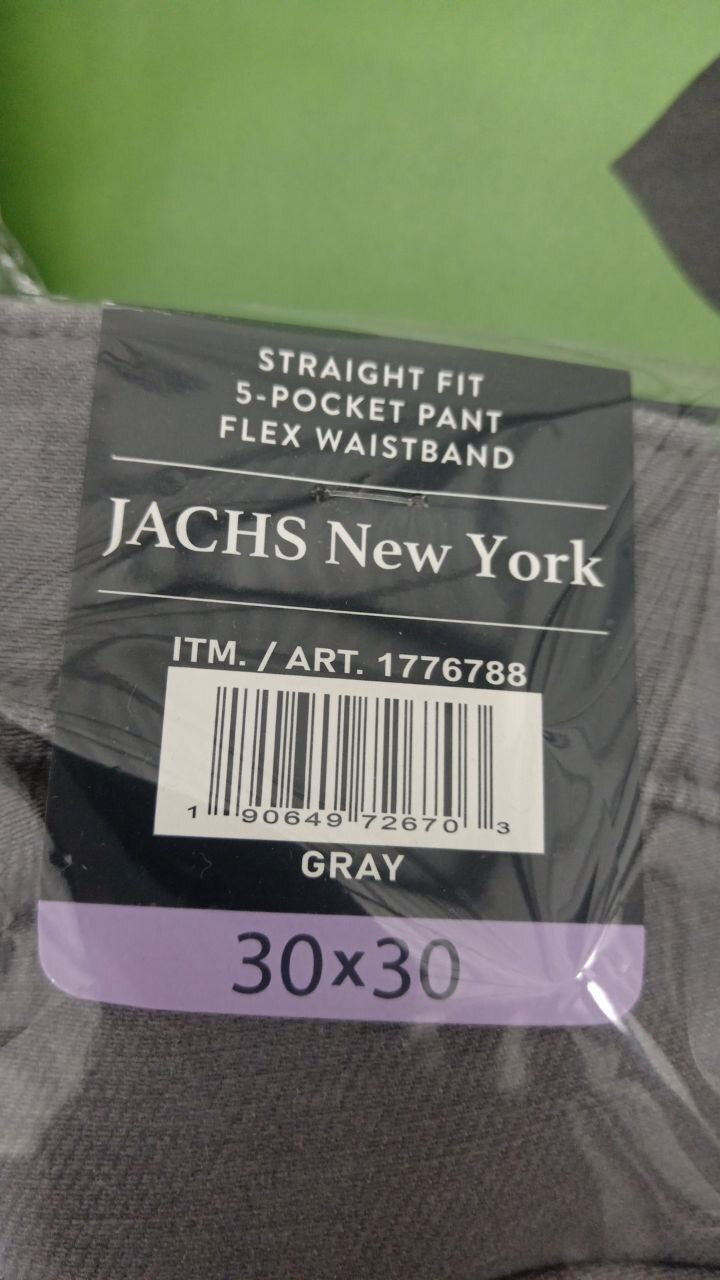 STRAIGHT FIT
5-POCKET PANT
FLEX WAISTBAND
JACHS New York
ITM. / ART. 1776788
1 90649 72670 3
GRAY
30x30